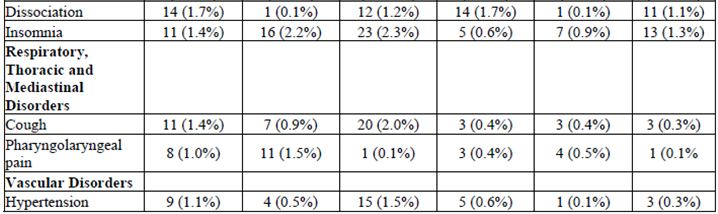 Dissociation 14 (1.7%) 1 (0.1%) 12 (1.2%) 14 (1.7%) 1 (0.1%) 11 (1.1%)
Insomnia 11 (1.4%) 16 (2.2%) 23 (2.3%) 5 (0.6%) 7 (0.9%) 13 (1.3%)
Respiratory,
Thoracic and
Mediastinal
Disorders
Cough 11 (1.4%) 7 (0.9%) 20 (2.0%) 3 (0.4%) 3 (0.4%) 3 (0.3%)
Pharyngolaryngeal
pain 8 (1.0%) 11 (1.5%) 1 (0.1%) 3 (0.4%) 4 (0.5%) 1 (0.1%
Vascular Disorders
Hypertension 9 (1.1%) 4 (0.5%) 15 (1.5%) 5 (0.6%) 1 (0.1%) 3 (0.3%)